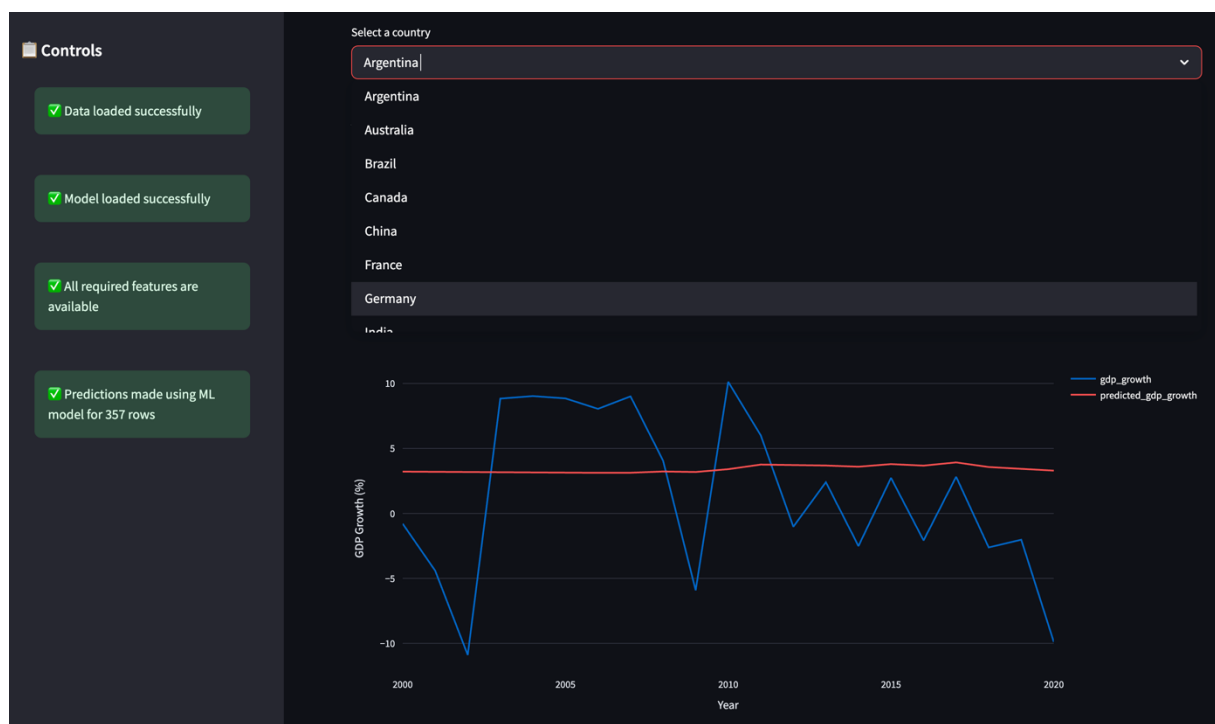 📋 Controls
✅ Data loaded successfully
✅ Model loaded successfully
✅ All required features are
available
✅ Predictions made using ML
model for 357 rows
Select a country
Argentina
Argentina
Australia
Brazil
Canada
China
France
Germany
India
gdp_growth
predicted_gdp_growth
GDP Growth (%)
10
5
0
−5
−10
2000 2005 2010 2015 2020
Year